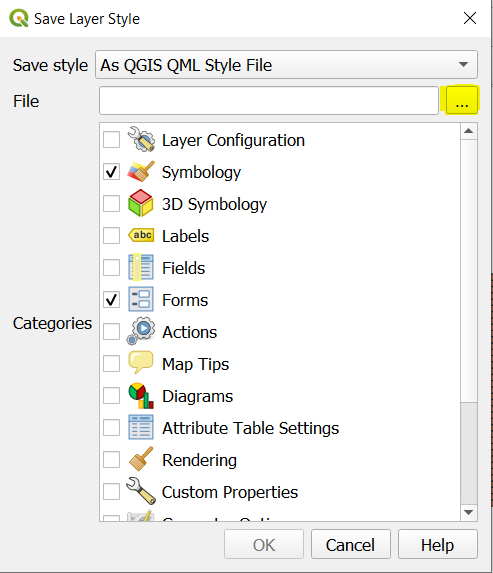 Save Layer Style
Save style As QGIS QML Style File
File ...
Layer Configuration
Symbology
3D Symbology
abc Labels
Fields
Forms
Categories
Actions
Map Tips
Diagrams
Attribute Table Settings
Rendering
Custom Properties
OK Cancel Help